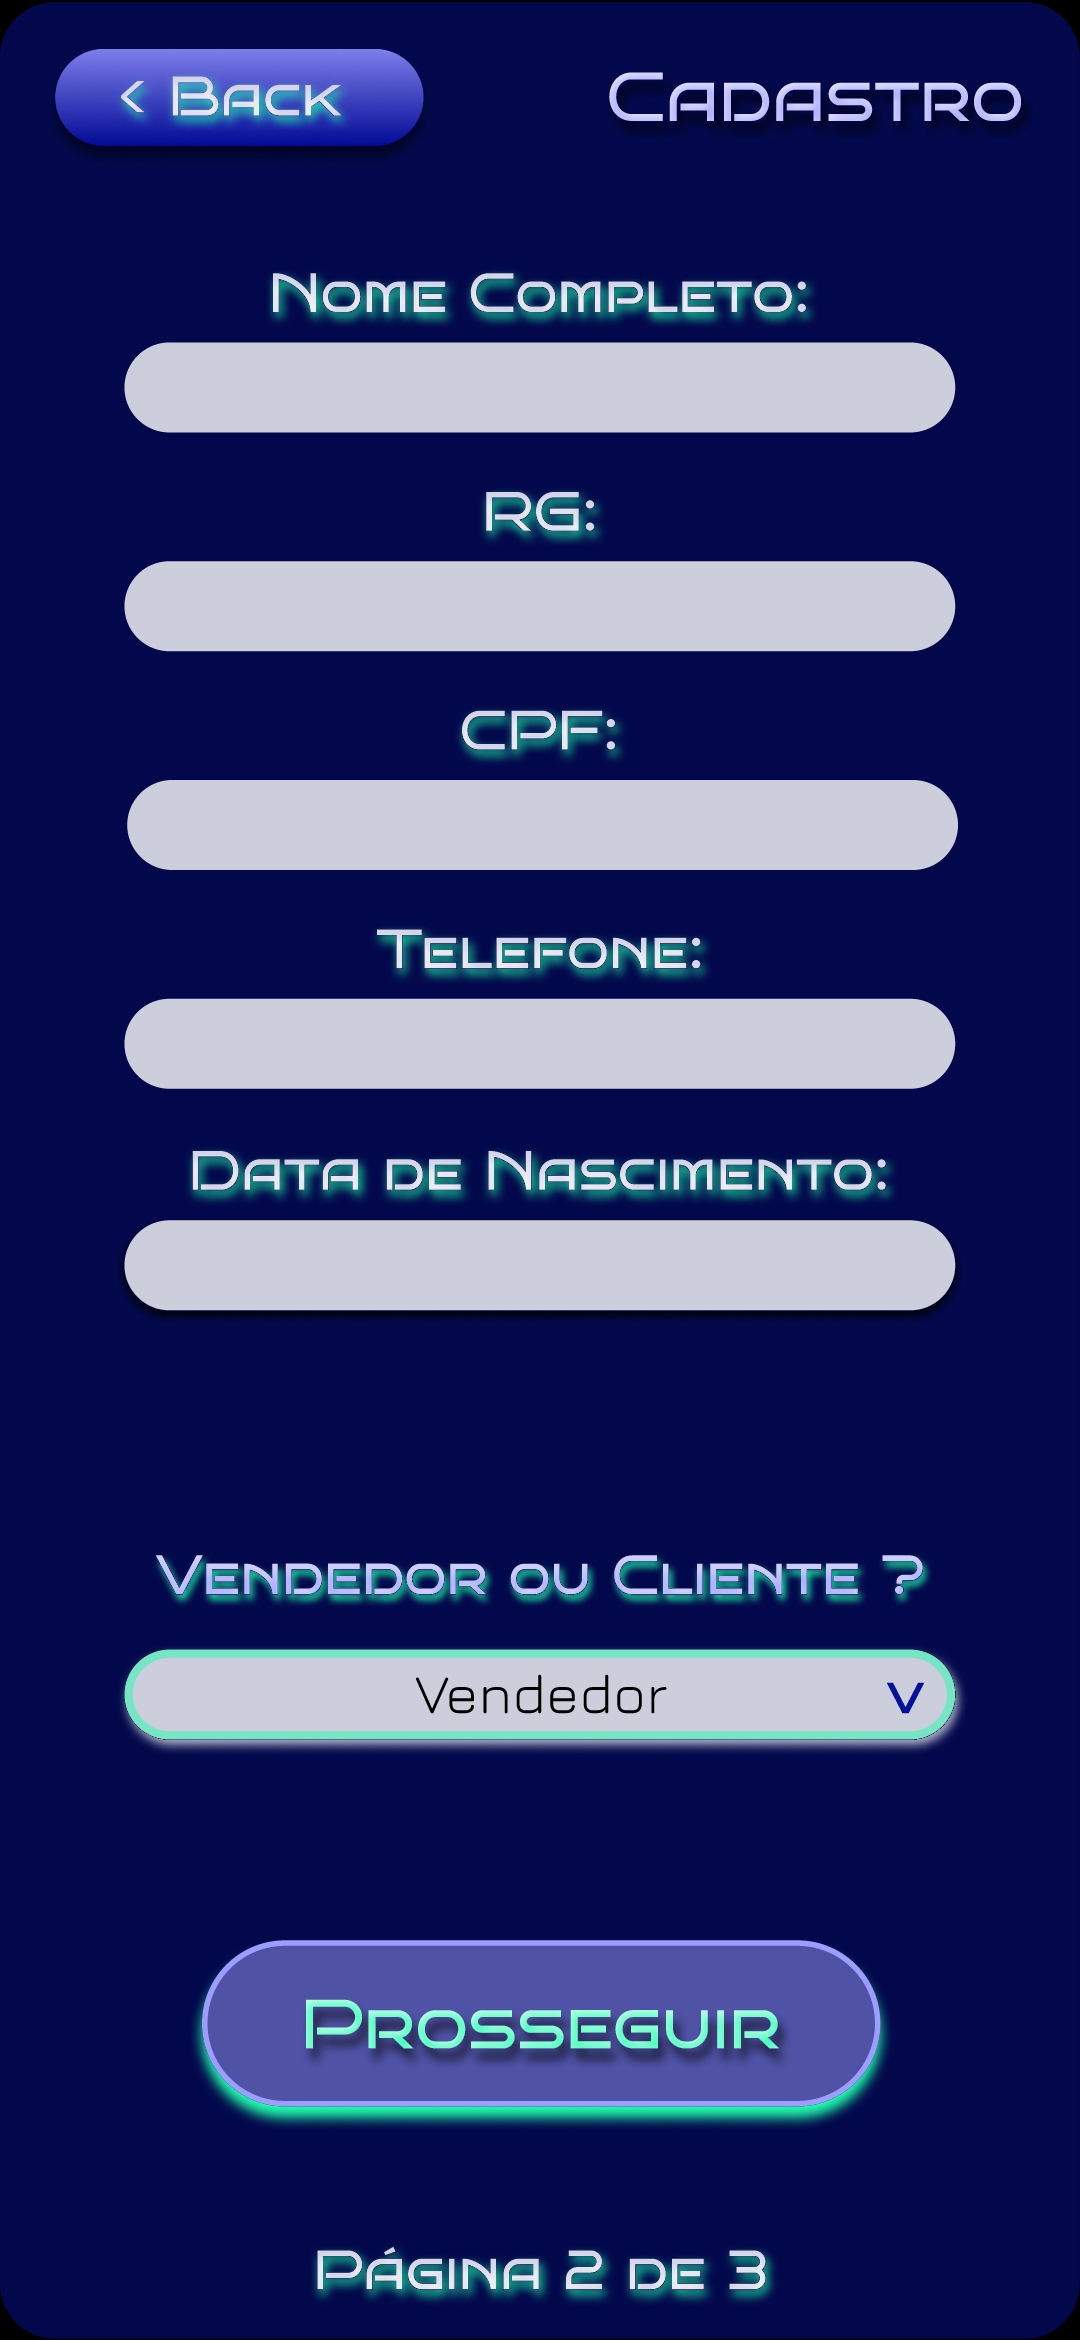 < Back
Cadastro
Nome Completo:
RG:
CPF:
Telefone:
Data de Nascimento:
Vendedor ou Cliente ?
Vendedor v
Prosseguir
Página 2 de 3